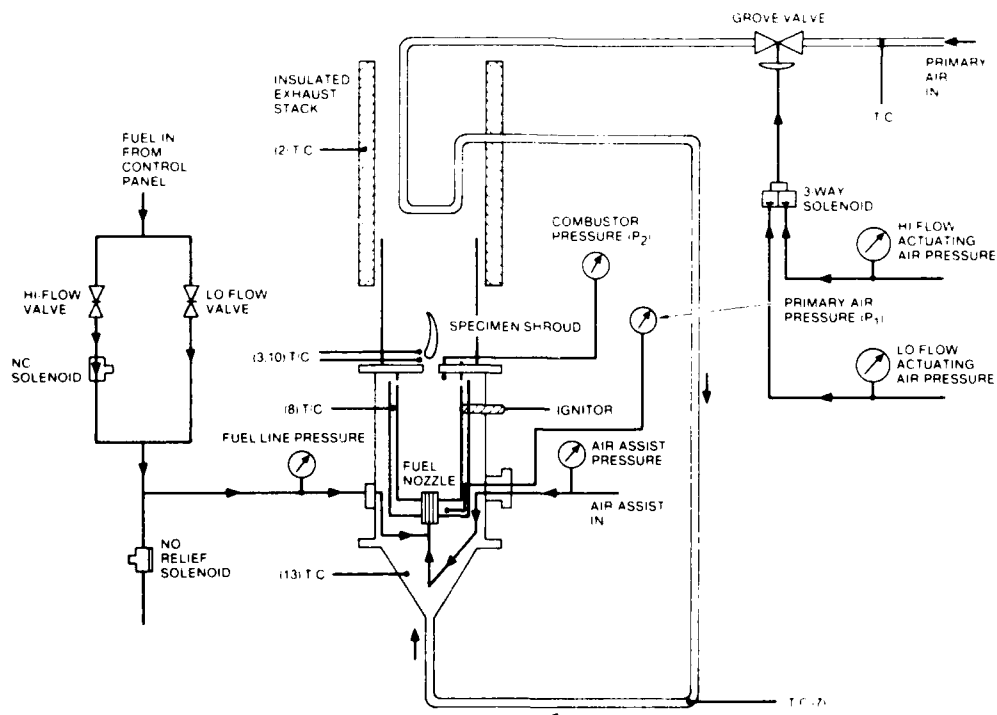 GROVE VALVE
PRIMARY
AIR
IN
T C
INSULATED
EXHAUST
STACK
(2) T/C
FUEL IN
FROM
CONTROL
PANEL
3-WAY
SOLENOID
HI FLOW
ACTUATING
AIR PRESSURE
COMBUSTOR
PRESSURE (P2)
HI-FLOW
VALVE
LO FLOW
VALVE
SPECIMEN SHROUD
PRIMARY AIR
PRESSURE (P1)
(3,10) T/C
NC SOLENOID
LO FLOW
ACTUATING
AIR PRESSURE
(8) T/C
IGNITOR
FUEL LINE PRESSURE
AIR ASSIST
PRESSURE
FUEL
NOZZLE
AIR ASSIST
IN
NO
RELIEF
SOLENOID
(13) T/C
T C (7)